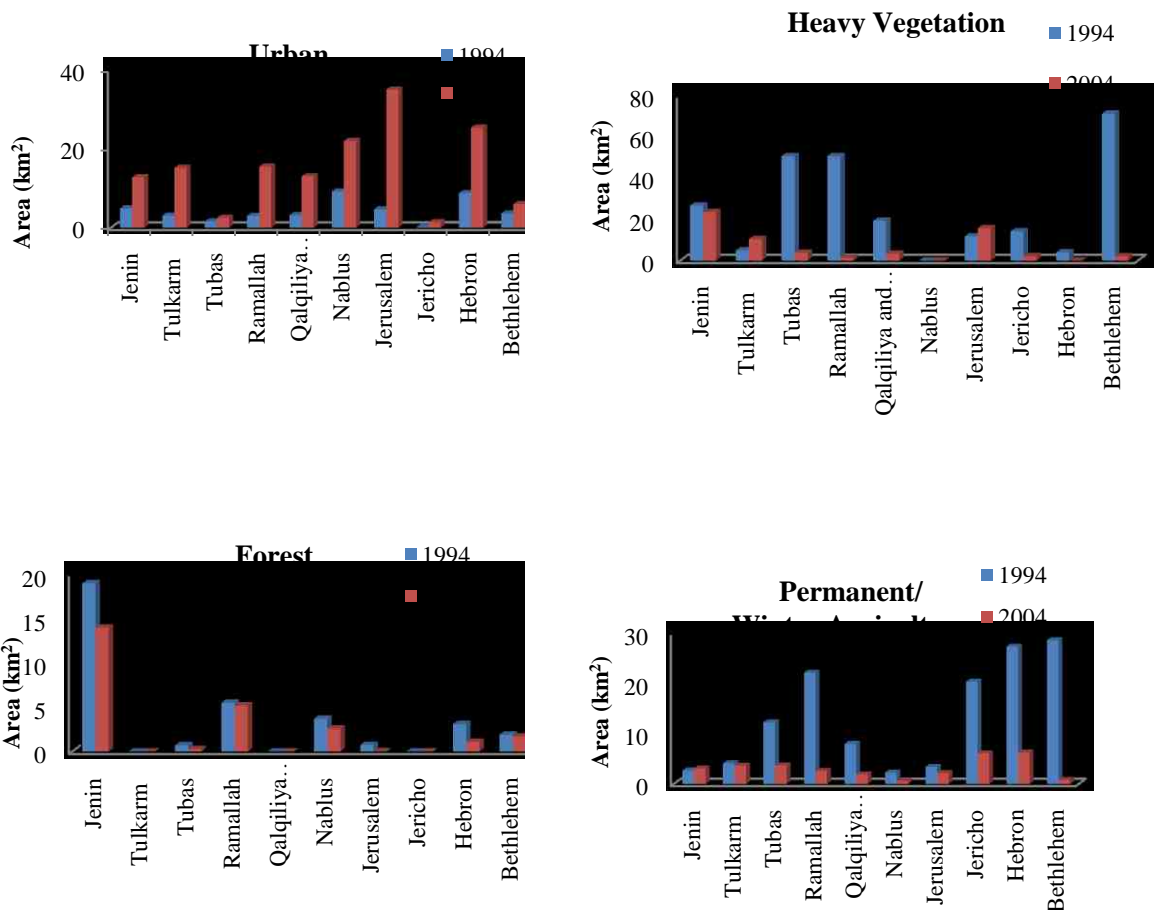 Urban
1994
40
20
0
Area (km²)
Jenin
Tulkarm
Tubas
Ramallah
Qalqiliya..
Nablus
Jerusalem
Jericho
Hebron
Bethlehem
Heavy Vegetation
1994
2004
80
60
40
20
0
Area (km²)
Jenin
Tulkarm
Tubas
Ramallah
Qalqiliya and..
Nablus
Jerusalem
Jericho
Hebron
Bethlehem
Forest
1994
20
15
10
5
0
Area (km²)
Jenin
Tulkarm
Tubas
Ramallah
Qalqiliya..
Nablus
Jerusalem
Jericho
Hebron
Bethlehem
Permanent/
1994
2004
30
20
10
0
Area (km²)
Jenin
Tulkarm
Tubas
Ramallah
Qalqiliya..
Nablus
Jerusalem
Jericho
Hebron
Bethlehem